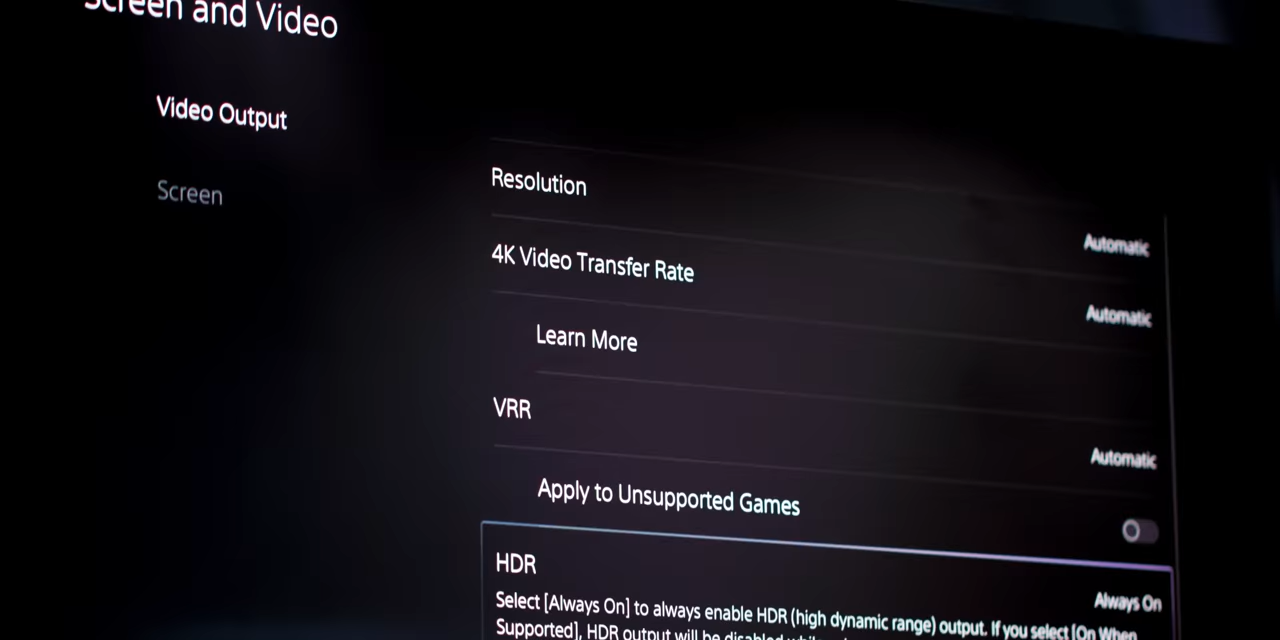 Screen and Video
Video Output
Screen
Resolution
Automatic
4K Video Transfer Rate
Automatic
Learn More
VRR
Automatic
Apply to Unsupported Games
HDR
Always On
Select [Always On] to always enable HDR (high dynamic range) output. If you select [On When
Supported], HDR output will be disabled